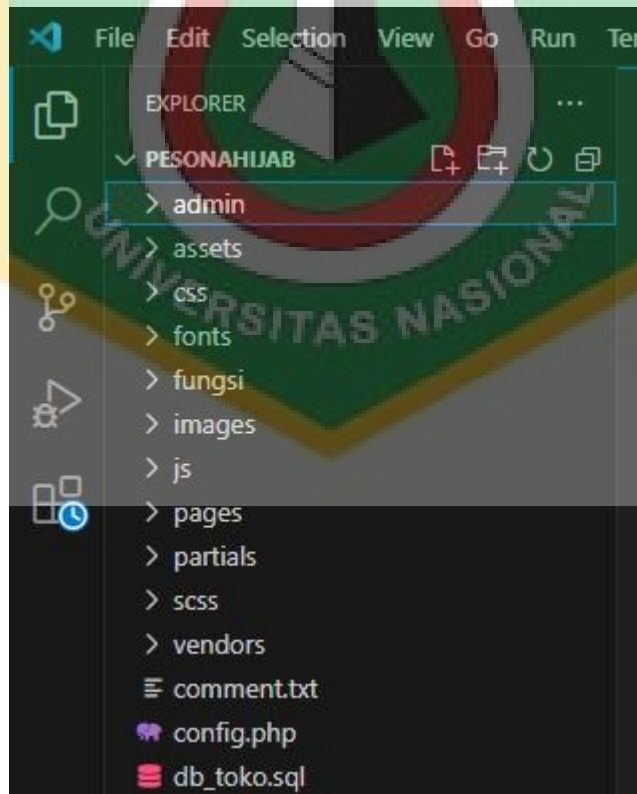 File Edit Selection View Go Run Ter
EXPLORER
PESONAHIJAB
admin
assets
css
fonts
fungsi
images
js
pages
partials
scss
vendors
comment.txt
config.php
db_toko.sql
UNIVERSITAS NASIONAL